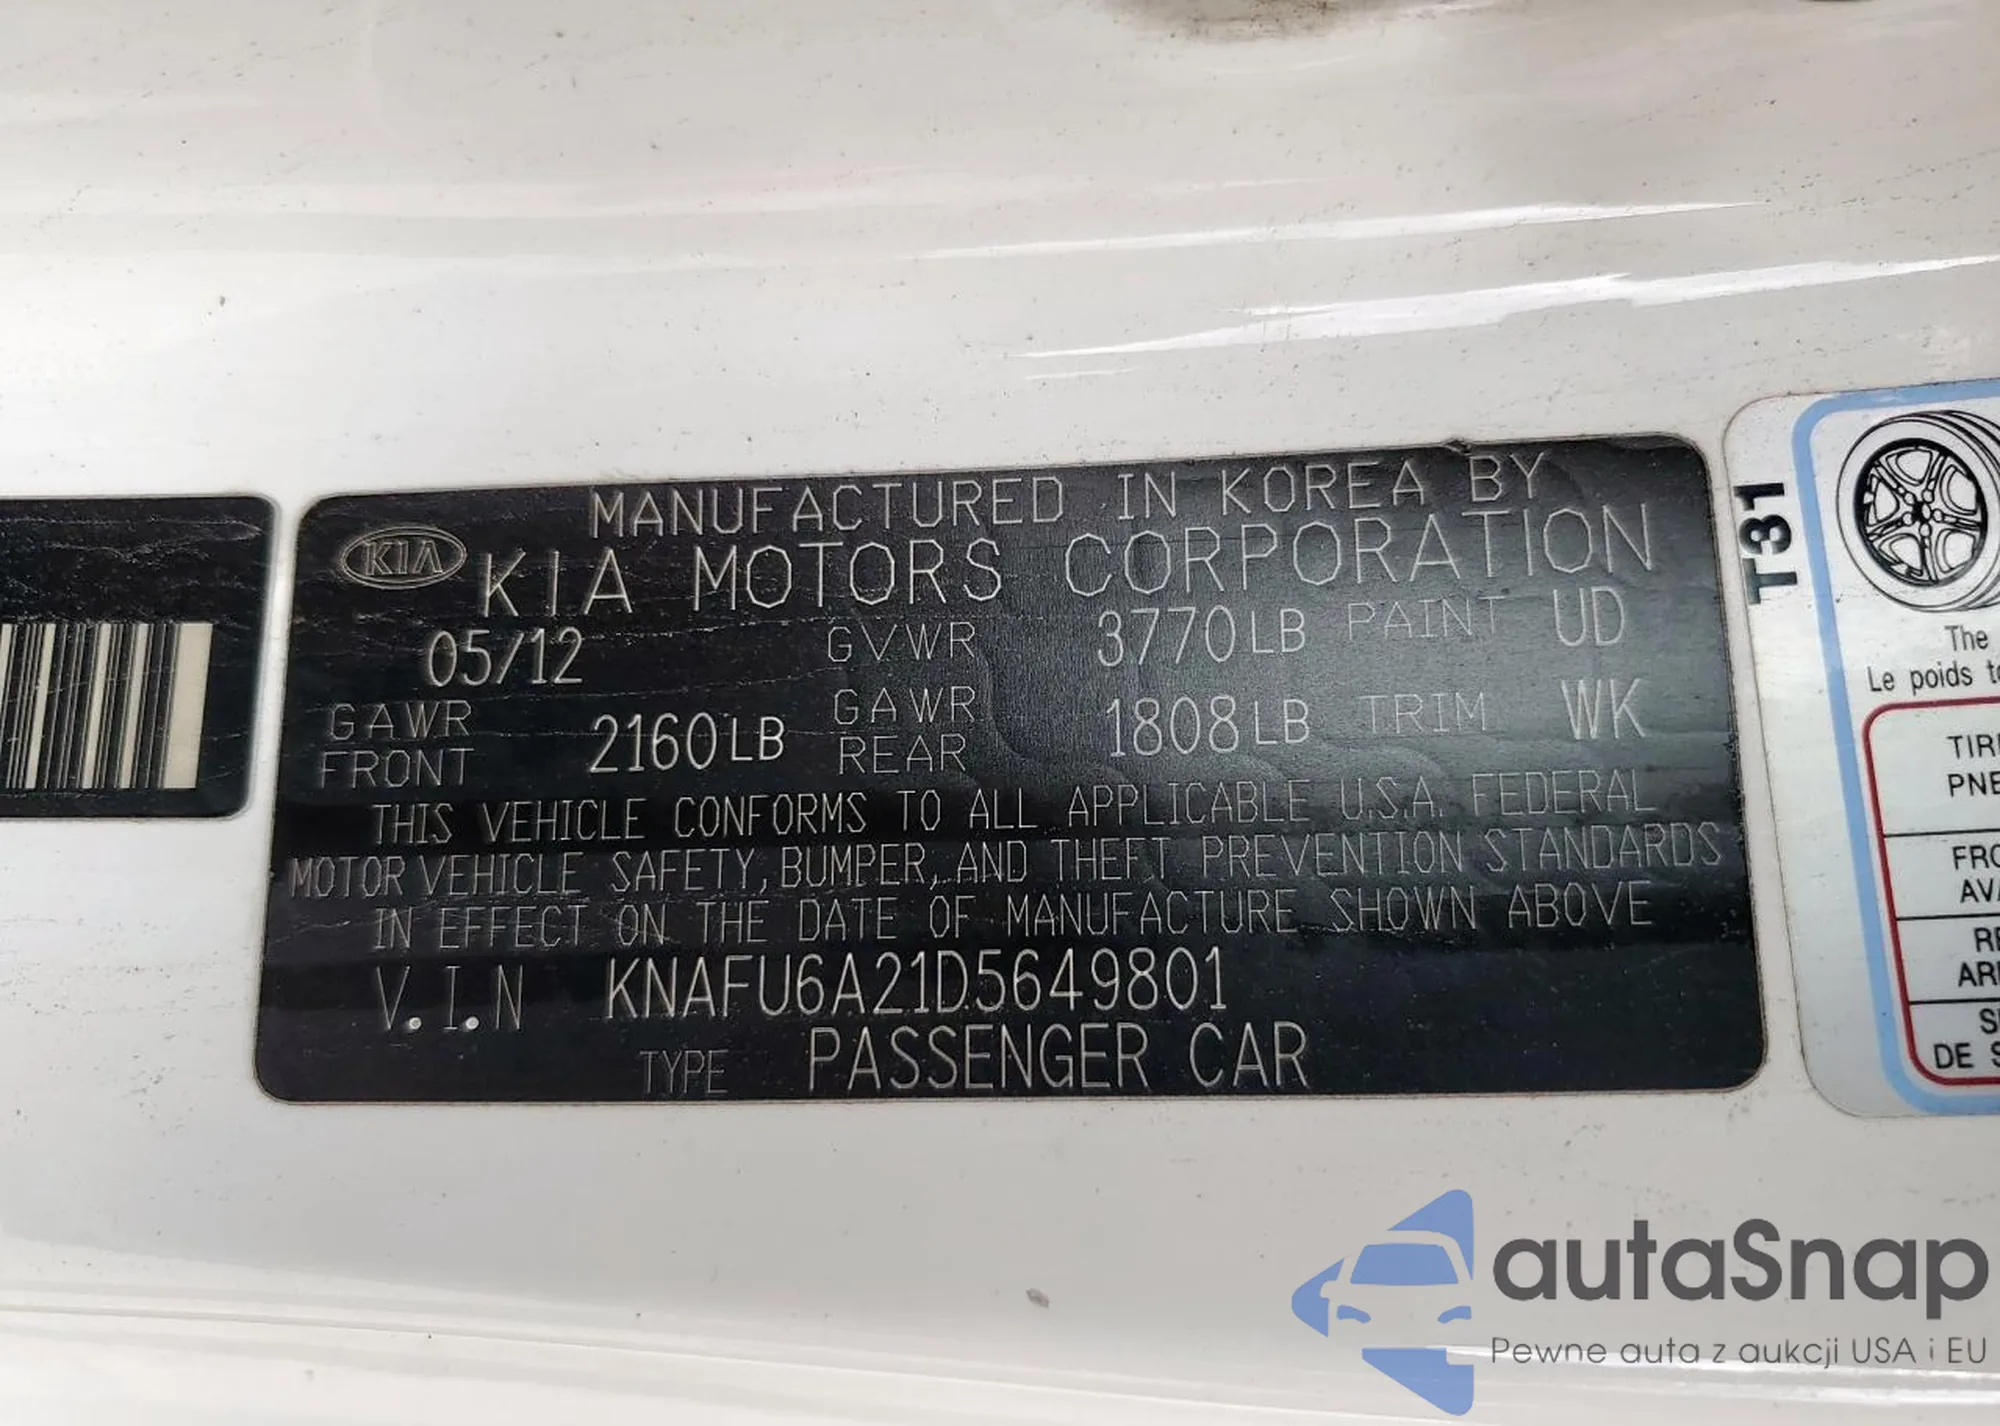 MANUFACTURED IN KOREA BY
KIA KIA MOTORS CORPORATION
05/12 GVWR 3770LB PAINT UD
GAWR FRONT 2160LB GAWR REAR 1808LB TRIM WK
THIS VEHICLE CONFORMS TO ALL APPLICABLE U.S.A. FEDERAL
MOTOR VEHICLE SAFETY, BUMPER, AND THEFT PREVENTION STANDARDS
IN EFFECT ON THE DATE OF MANUFACTURE SHOWN ABOVE
V.I.N KNAFU6A21D5649801
TYPE PASSENGER CAR
T31
The
Le poids
DE
autaSnap
Pewne auta z aukcji USA i EU